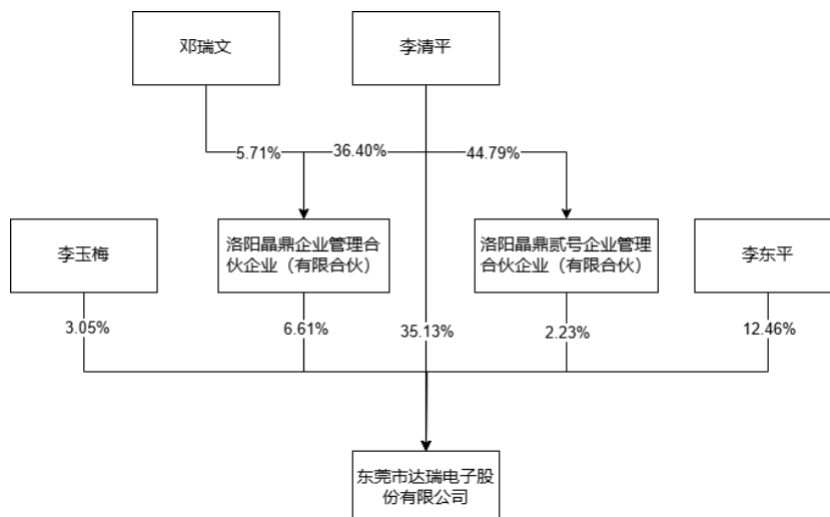 邓瑞文
李清平
5.71%
36.40%
44.79%
李玉梅
洛阳晶鼎企业管理合
伙企业（有限合伙）
洛阳晶鼎贰号企业管理
合伙企业（有限合伙）
李东平
3.05%
6.61%
35.13%
2.23%
12.46%
东莞市达瑞电子股
份有限公司